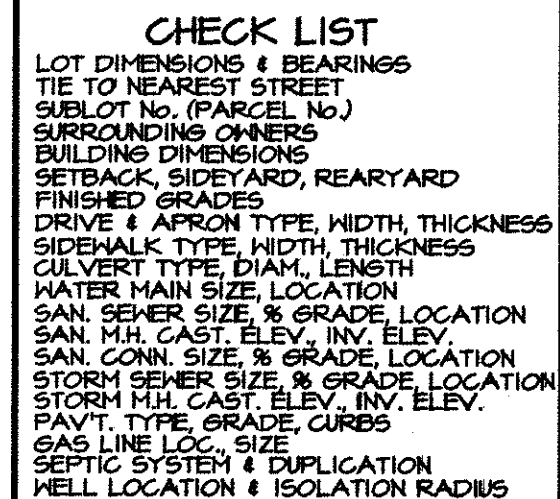 CHECK LIST
LOT DIMENSIONS & BEARINGS
TIE TO NEAREST STREET
SUBLOT No. (PARCEL No.)
SURROUNDING OWNERS
BUILDING DIMENSIONS
SETBACK, SIDEYARD, REARYARD
FINISHED GRADES
DRIVE & APRON TYPE, WIDTH, THICKNESS
SIDEWALK TYPE, WIDTH, THICKNESS
CULVERT TYPE, DIAM., LENGTH
WATER MAIN SIZE, LOCATION
SAN. SEWER SIZE, % GRADE, LOCATION
SAN. M.H. CAST. ELEV., INV. ELEV.
SAN. CONN. SIZE, % GRADE, LOCATION
STORM SEWER SIZE, % GRADE, LOCATION
STORM M.H. CAST. ELEV., INV. ELEV.
PAV'T. TYPE, GRADE, CURBS
GAS LINE LOC., SIZE
SEPTIC SYSTEM & DUPLICATION
WELL LOCATION & ISOLATION RADIUS